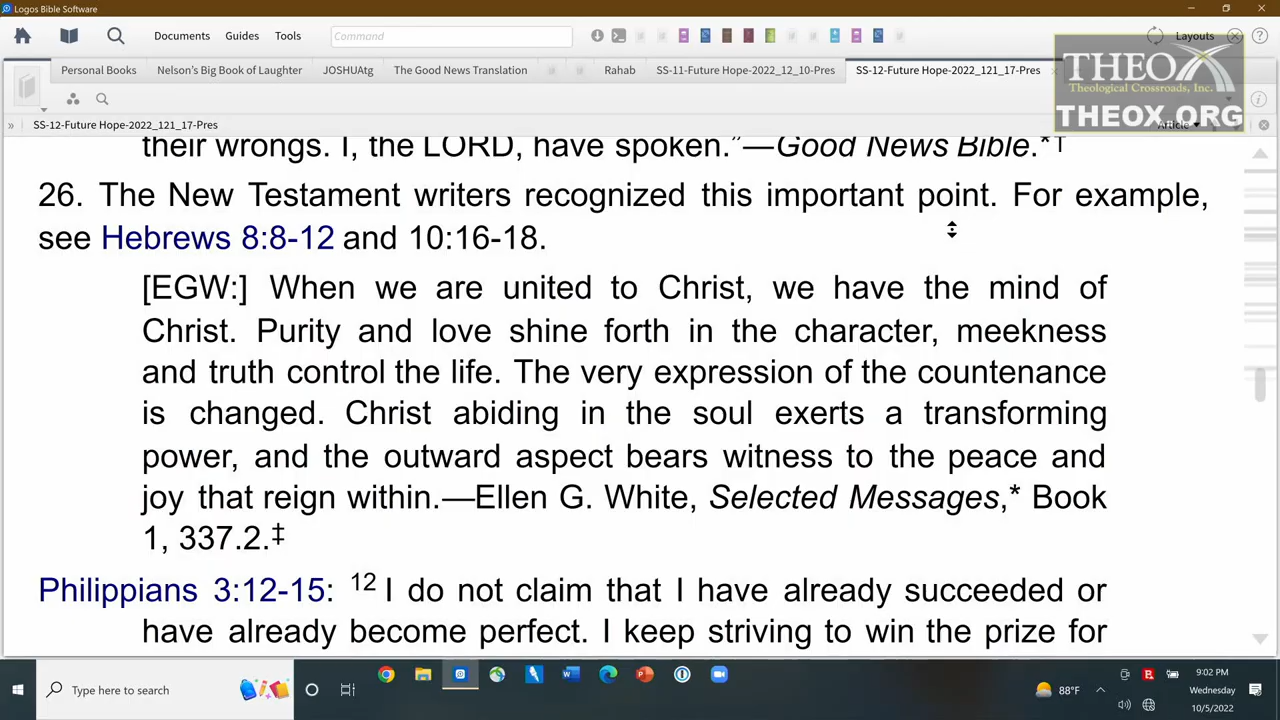 Logos Bible Software
Documents Guides Tools Command Layouts
Personal Books Nelson's Big Book of Laughter JOSHUAtg The Good News Translation Rahab SS-11-Future Hope-2022_12_10-Pres SS-12-Future Hope-2022_121_17-Pres
THEOX
Theological Crossroads, Inc.
THEOX.ORG
SS-12-Future Hope-2022_121_17-Pres Article
their wrongs. I, the LORD, have spoken."—Good News Bible.*†
26. The New Testament writers recognized this important point. For example,
see Hebrews 8:8-12 and 10:16-18.
[EGW:] When we are united to Christ, we have the mind of
Christ. Purity and love shine forth in the character, meekness
and truth control the life. The very expression of the countenance
is changed. Christ abiding in the soul exerts a transforming
power, and the outward aspect bears witness to the peace and
joy that reign within.—Ellen G. White, Selected Messages,* Book
1, 337.2.‡
Philippians 3:12-15: 12 I do not claim that I have already succeeded or
have already become perfect. I keep striving to win the prize for
Type here to search
88°F
9:02 PM
Wednesday
10/5/2022